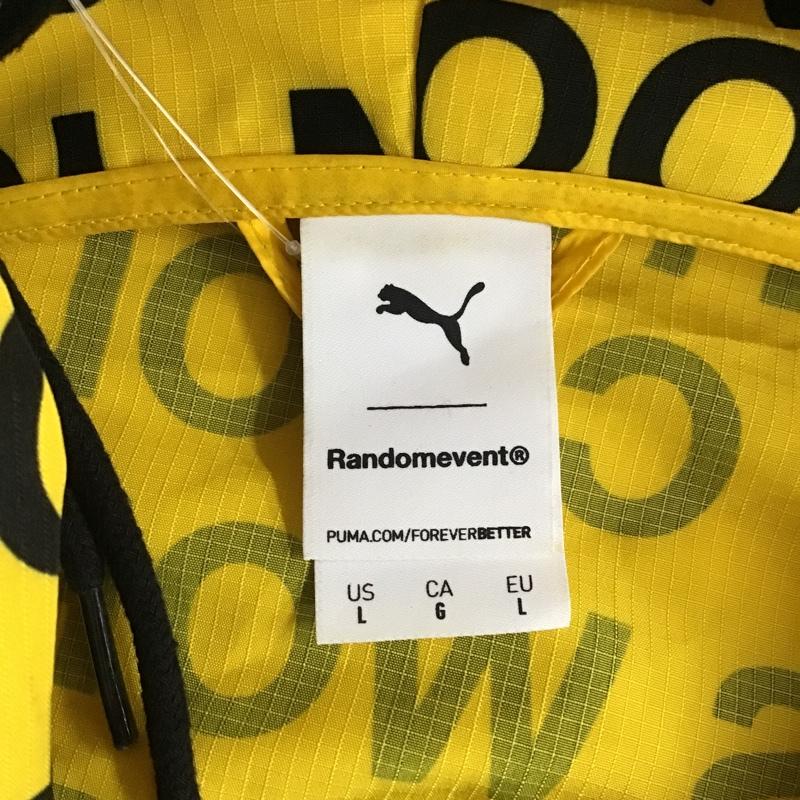 Randomevent®
PUMA.COM/FOREVERBETTER
US CA EU
L G L